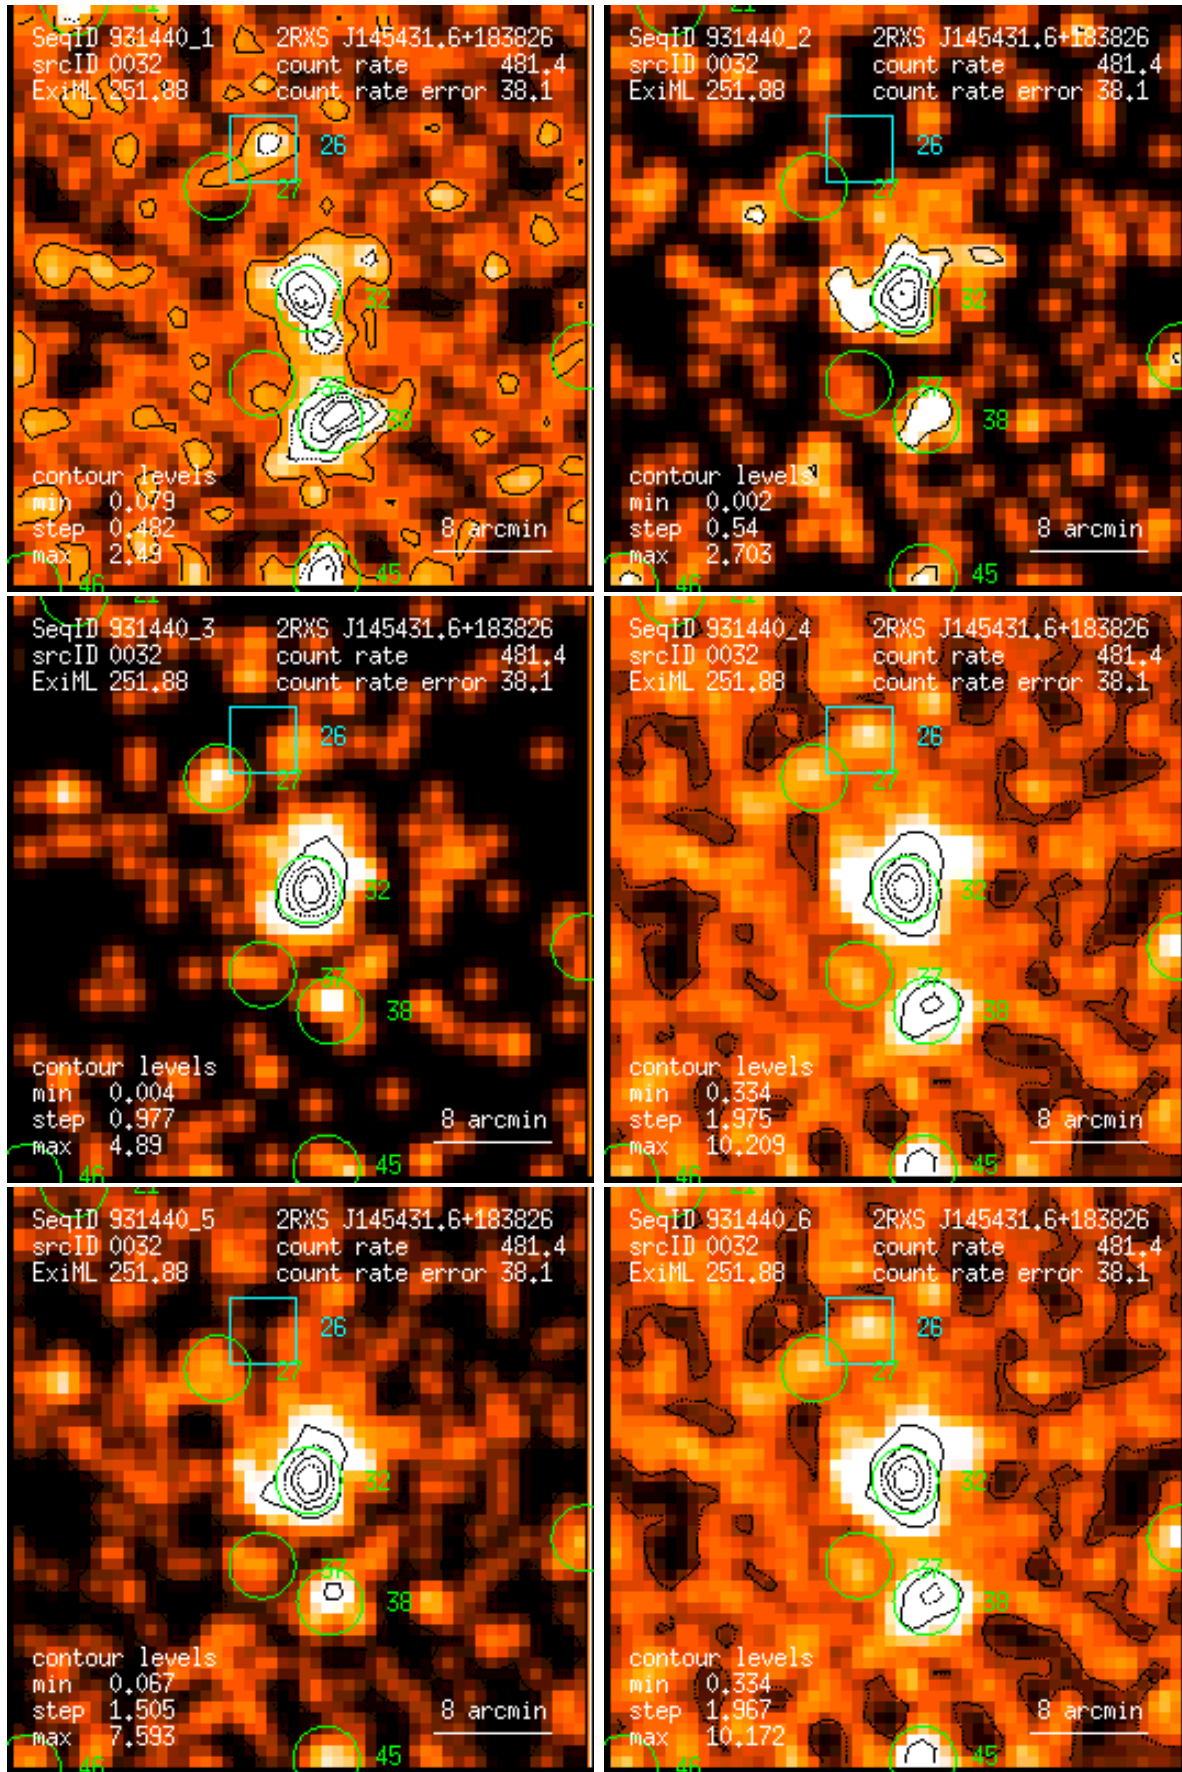 21
SeqID 931440_1 2RXS J145431.6+183826
srcID 0032 count rate 481.4
ExiML 251.88 count rate error 38.1
26
27
32
37
38
contour levels
min 0.079
step 0.482 8 arcmin
max 2.49
46 45
21
SeqID 931440_2 2RXS J145431.6+183826
srcID 0032 count rate 481.4
ExiML 251.88 count rate error 38.1
26
27
32
37
38
contour levels
min 0.002
step 0.54 8 arcmin
max 2.703
46 45
21
SeqID 931440_3 2RXS J145431.6+183826
srcID 0032 count rate 481.4
ExiML 251.88 count rate error 38.1
26
27
32
37
38
contour levels
min 0.004
step 0.977 8 arcmin
max 4.89
46 45
21
SeqID 931440_4 2RXS J145431.6+183826
srcID 0032 count rate 481.4
ExiML 251.88 count rate error 38.1
26
27
32
37
38
contour levels
min 0.334
step 1.975 8 arcmin
max 10.209
46 45
21
SeqID 931440_5 2RXS J145431.6+183826
srcID 0032 count rate 481.4
ExiML 251.88 count rate error 38.1
26
27
32
37
38
contour levels
min 0.067
step 1.505 8 arcmin
max 7.593
46 45
21
SeqID 931440_6 2RXS J145431.6+183826
srcID 0032 count rate 481.4
ExiML 251.88 count rate error 38.1
26
27
32
37
38
contour levels
min 0.334
step 1.967 8 arcmin
max 10.172
46 45